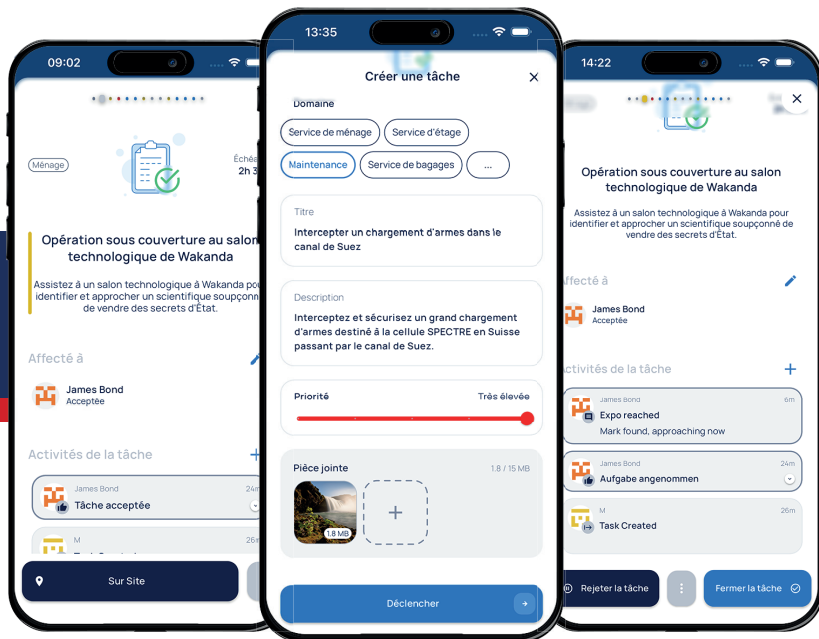 09:02
Ménage
Échéa
2h 3
Opération sous couverture au salon
technologique de Wakanda
Assistez à un salon technologique à Wakanda pou
identifier et approcher un scientifique soupçonn
de vendre des secrets d'État.
Affecté à
James Bond
Acceptée
Activités de la tâche
James Bond
24m
Tâche acceptée
M
26
Sur Site
13:35
Créer une tâche
Domaine
Service de ménage
Service d'étage
Maintenance
Service de bagages
...
Titre
Intercepter un chargement d'armes dans le
canal de Suez
Description
Interceptez et sécurisez un grand chargement
d'armes destiné à la cellule SPECTRE en Suisse
passant par le canal de Suez.
Priorité
Très élevée
Pièce jointe
1.8 / 15 MB
1.8 MB
Déclencher
14:22
Opération sous couverture au salon
technologique de Wakanda
Assistez à un salon technologique à Wakanda pour
identifier et approcher un scientifique soupçonné de
vendre des secrets d'État.
ffecté à
James Bond
Acceptée
ctivités de la tâche
James Bond
6m
Expo reached
Mark found, approaching now
James Bond
24m
Aufgabe angenommen
M
26m
Task Created
Rejeter la tâche
Fermer la tâche